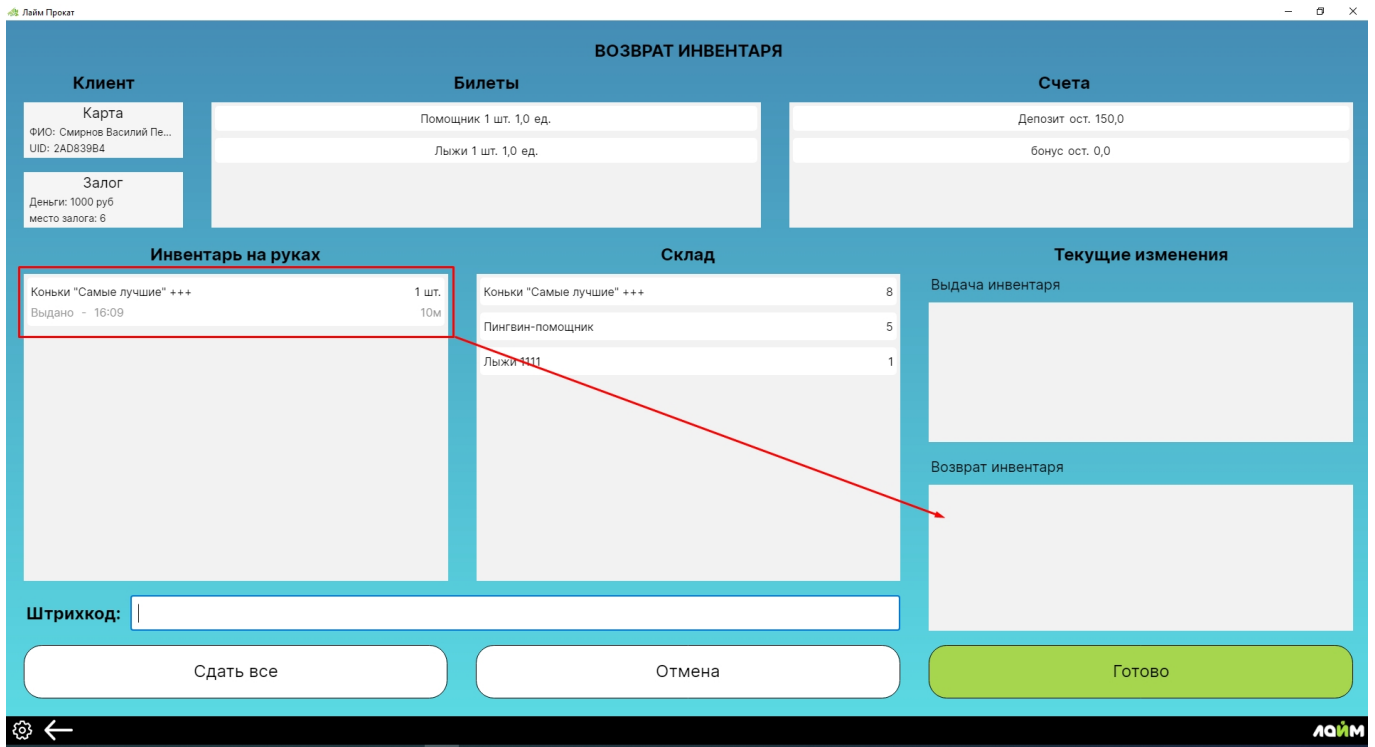 Лайм Прокат
ВОЗВРАТ ИНВЕНТАРЯ
Клиент
Карта
ФИО: Смирнов Василий Пе...
UID: 2AD839B4
Залог
Деньги: 1000 руб
место залога: 6
Билеты
Помощник 1 шт. 1,0 ед.
Лыжи 1 шт. 1,0 ед.
Счета
Депозит ост. 150,0
бонус ост. 0,0
Инвентарь на руках
Коньки "Самые лучшие" +++ 1 шт.
Выдано - 16:09 10м
Склад
Коньки "Самые лучшие" +++ 8
Пингвин-помощник 5
Лыжи 1111 1
Текущие изменения
Выдача инвентаря
Возврат инвентаря
Штрихкод:
Сдать все
Отмена
Готово
лайм